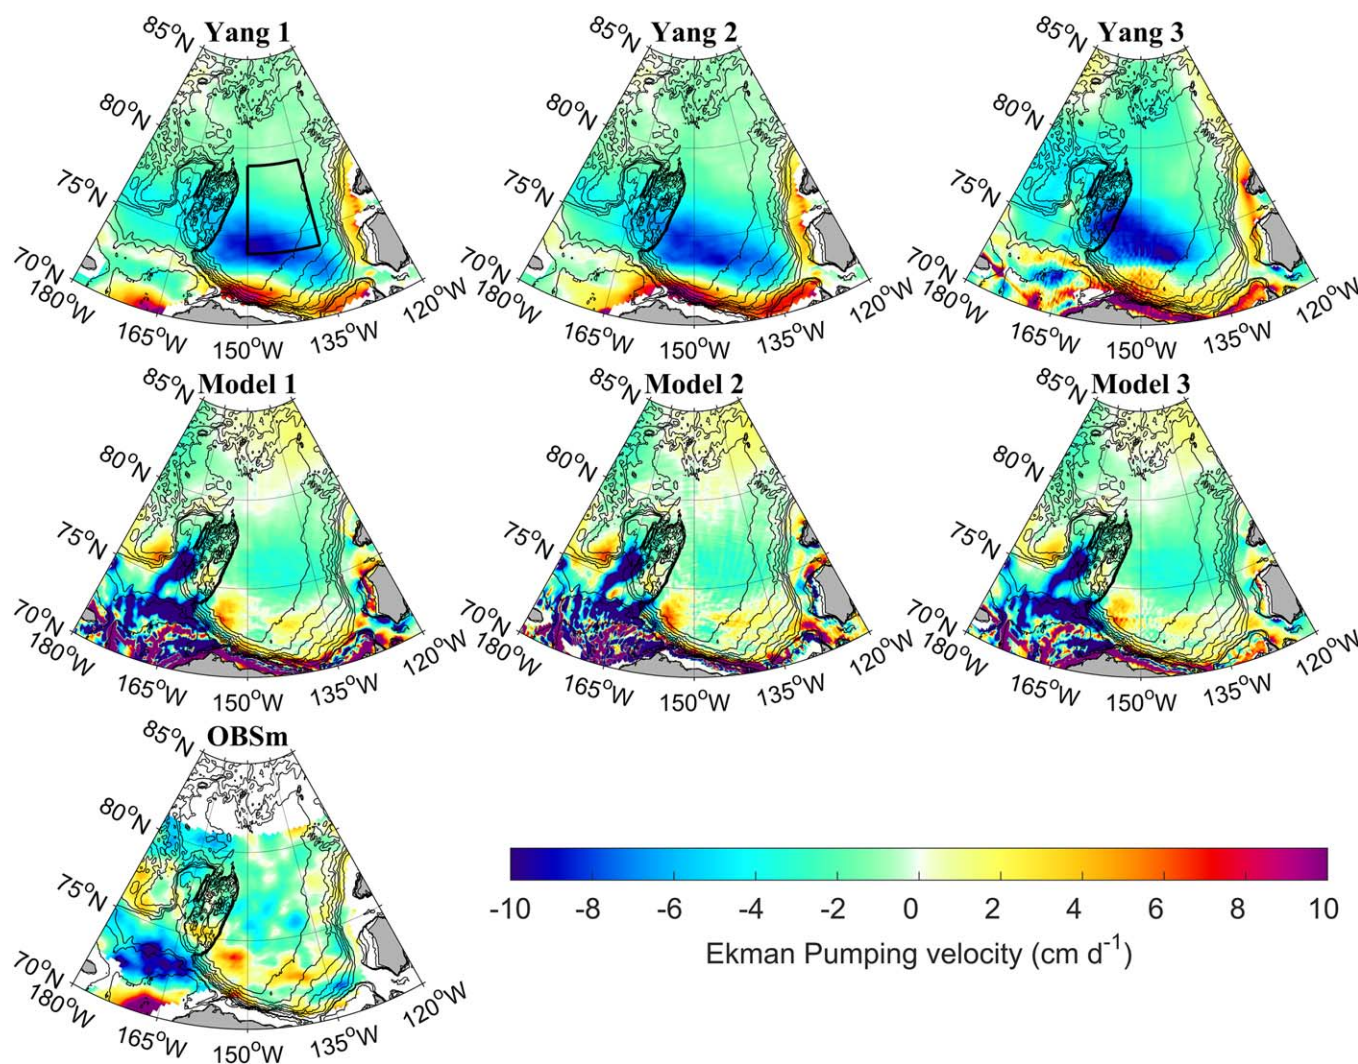 Yang 1
85°N
80°N
75°N
70°N
180°W
165°W
150°W
135°W
120°W
Yang 2
85°N
80°N
75°N
70°N
180°W
165°W
150°W
135°W
120°W
Yang 3
85°N
80°N
75°N
70°N
180°W
165°W
150°W
135°W
120°W
Model 1
85°N
80°N
75°N
70°N
180°W
165°W
150°W
135°W
120°W
Model 2
85°N
80°N
75°N
70°N
180°W
165°W
150°W
135°W
120°W
Model 3
85°N
80°N
75°N
70°N
180°W
165°W
150°W
135°W
120°W
OBSm
85°N
80°N
75°N
70°N
180°W
165°W
150°W
135°W
120°W
-10 -8 -6 -4 -2 0 2 4 6 8 10
Ekman Pumping velocity (cm d⁻¹)